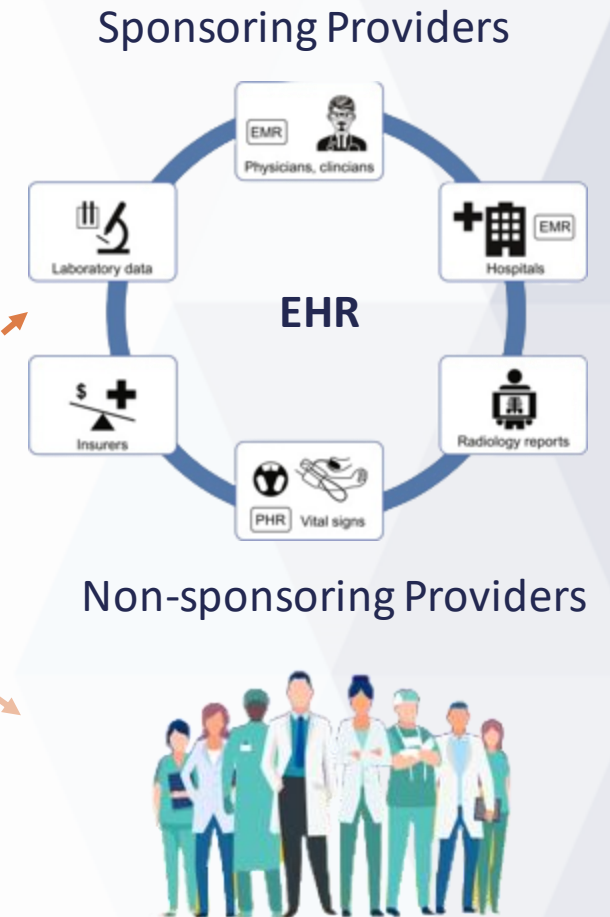 Sponsoring Providers
EMR
Physicians, clincians
Laboratory data
EMR
Hospitals
EHR
$
Insurers
Radiology reports
PHR Vital signs
Non-sponsoring Providers